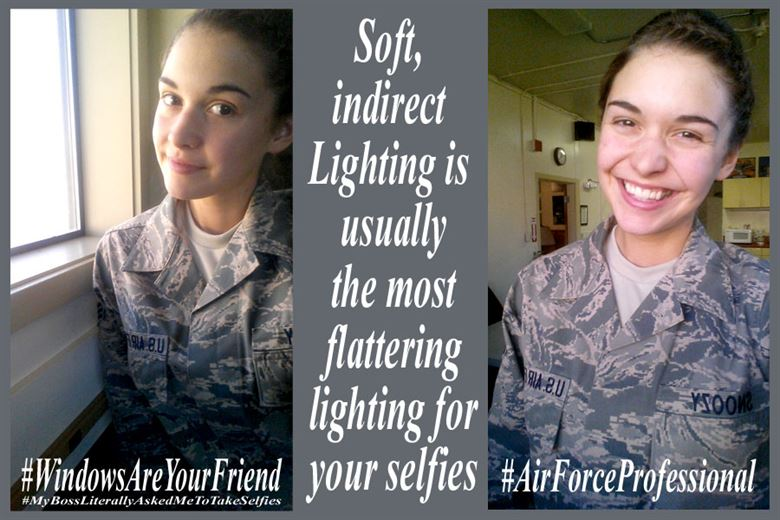 U.S. AIR
#WindowsAreYourFriend
#MyBossLiterallyAskedMeToTakeSelfies
Soft,
indirect
Lighting is
usually
the most
flattering
lighting for
your selfies
U.S. AIR
SNOOZY
#AirForceProfessional